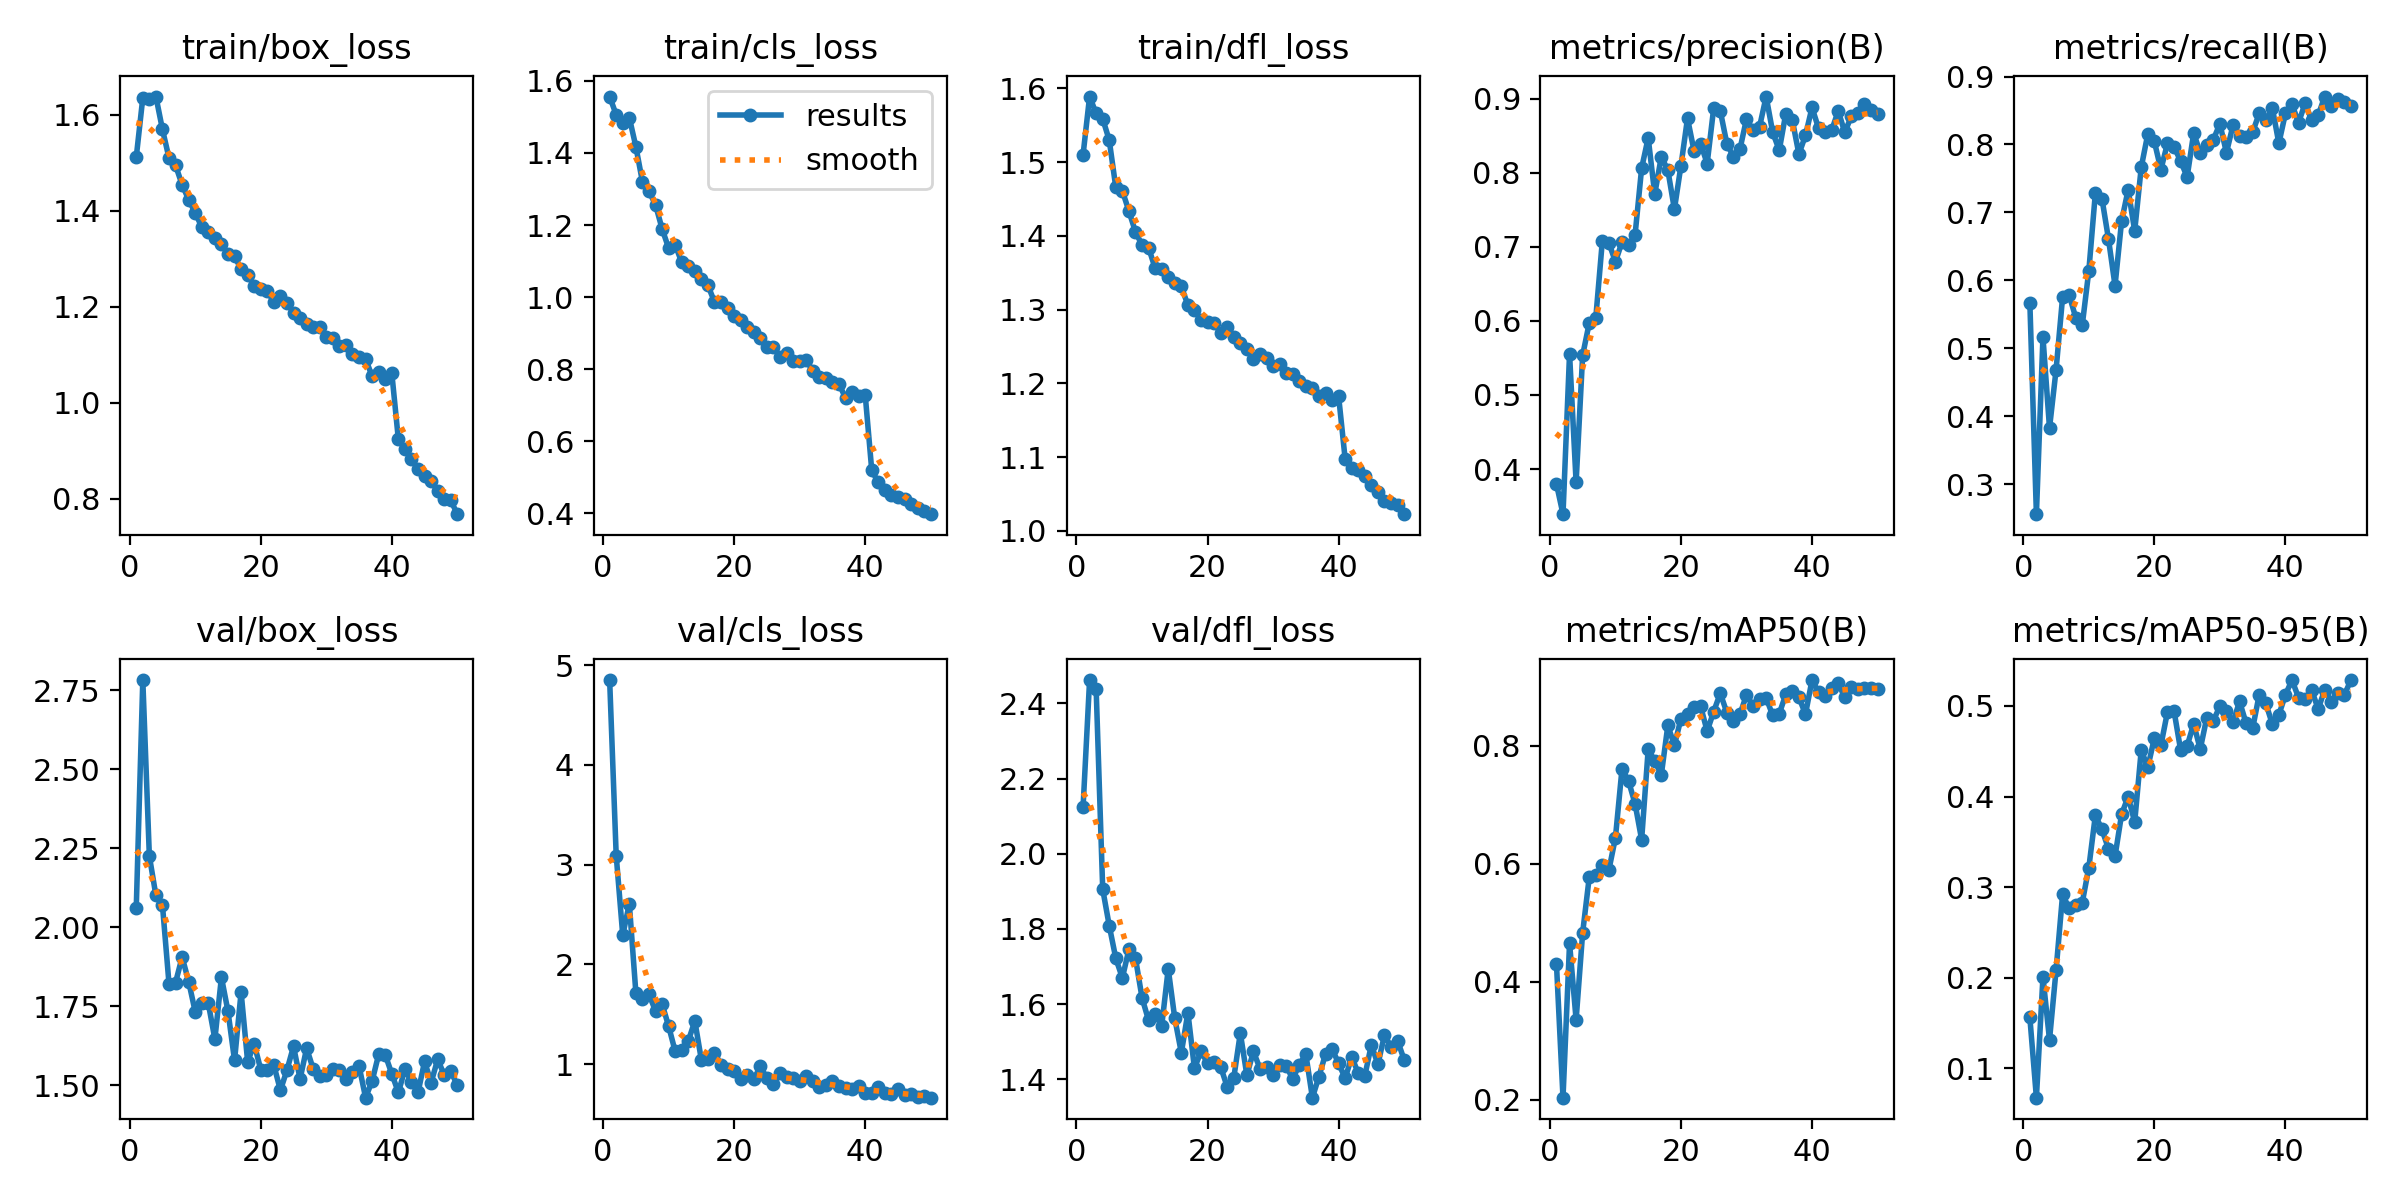 train/box_loss
1.6
1.4
1.2
1.0
0.8
0 20 40
train/cls_loss
1.6
1.4
1.2
1.0
0.8
0.6
0.4
0 20 40
results
smooth
train/dfl_loss
1.6
1.5
1.4
1.3
1.2
1.1
1.0
0 20 40
metrics/precision(B)
0.9
0.8
0.7
0.6
0.5
0.4
0 20 40
metrics/recall(B)
0.9
0.8
0.7
0.6
0.5
0.4
0.3
0 20 40
val/box_loss
2.75
2.50
2.25
2.00
1.75
1.50
0 20 40
val/cls_loss
5
4
3
2
1
0 20 40
val/dfl_loss
2.4
2.2
2.0
1.8
1.6
1.4
0 20 40
metrics/mAP50(B)
0.8
0.6
0.4
0.2
0 20 40
metrics/mAP50-95(B)
0.5
0.4
0.3
0.2
0.1
0 20 40